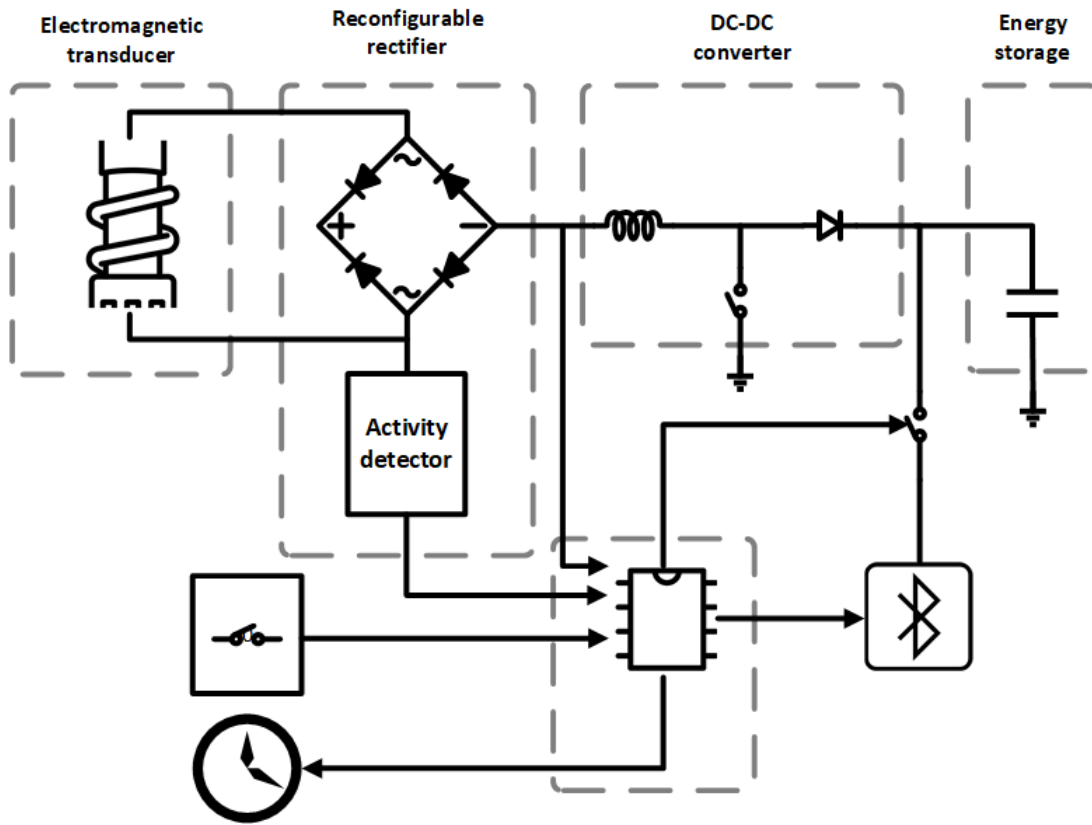 Electromagnetic
transducer
Reconfigurable
rectifier
DC-DC
converter
Energy
storage
Activity
detector